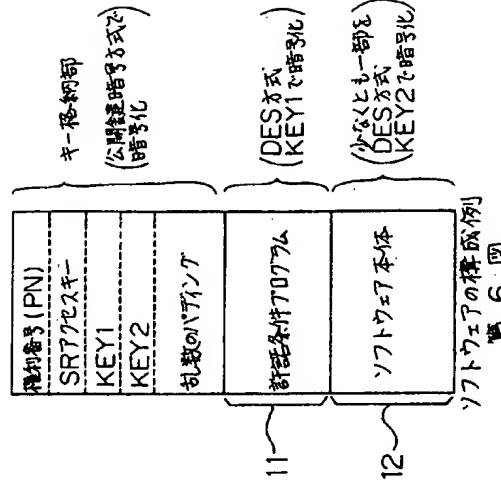 権利番号(PN)
SRアクセスキー
KEY1
KEY2
乱数のパディング
キー格納部
(公開鍵暗号方式で
暗号化)
11
許諾条件プログラム
(DES方式
KEY1で暗号化)
12
ソフトウェア本体
(少なくとも一部を
DES方式
KEY2で暗号化)
ソフトウェアの構成例
第 6 図